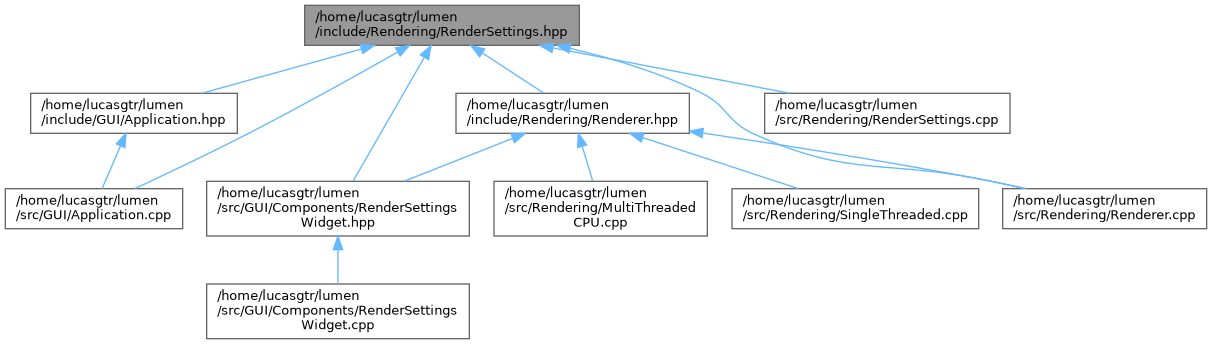 /home/lucasgtr/lumen
/include/Rendering/RenderSettings.hpp
/home/lucasgtr/lumen
/include/GUI/Application.hpp
/home/lucasgtr/lumen
/include/Rendering/Renderer.hpp
/home/lucasgtr/lumen
/src/Rendering/RenderSettings.cpp
/home/lucasgtr/lumen
/src/GUI/Application.cpp
/home/lucasgtr/lumen
/src/GUI/Components/RenderSettings
Widget.hpp
/home/lucasgtr/lumen
/src/Rendering/MultiThreaded
CPU.cpp
/home/lucasgtr/lumen
/src/Rendering/SingleThreaded.cpp
/home/lucasgtr/lumen
/src/Rendering/Renderer.cpp
/home/lucasgtr/lumen
/src/GUI/Components/RenderSettings
Widget.cpp